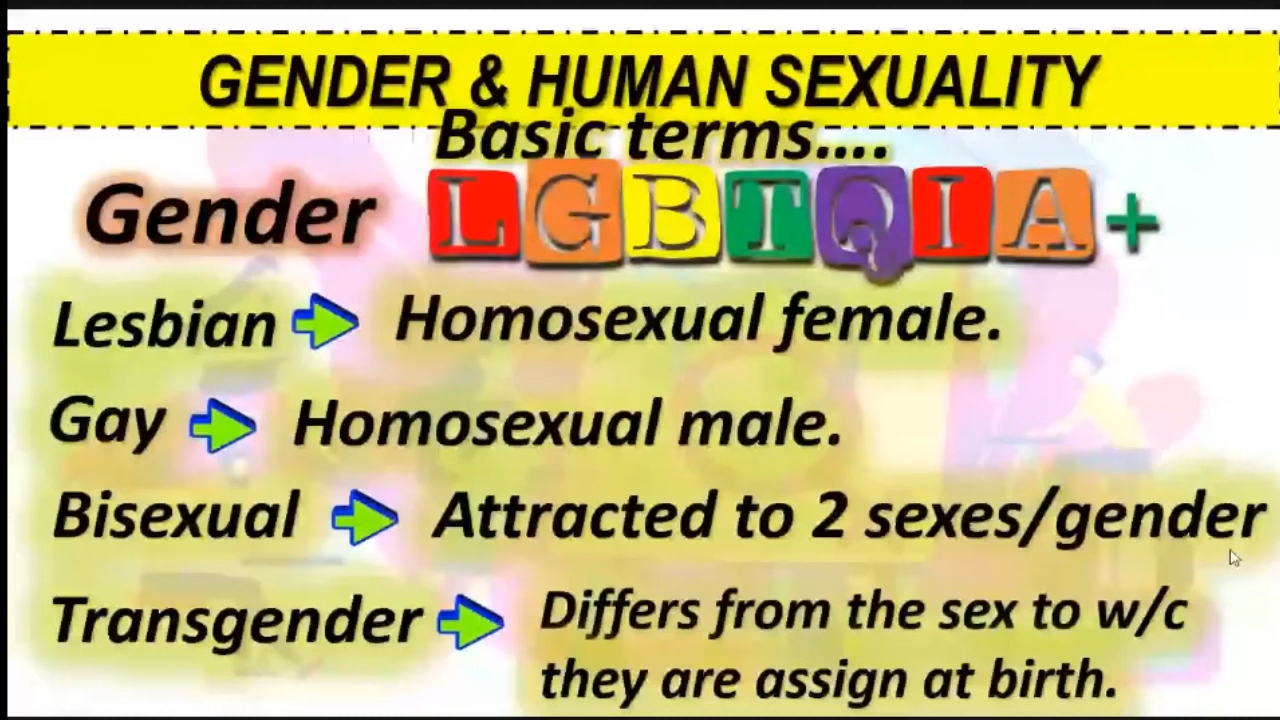 GENDER & HUMAN SEXUALITY
Basic terms....
Gender LGBTQIA+
Lesbian Homosexual female.
Gay Homosexual male.
Bisexual Attracted to 2 sexes/gender
Transgender Differs from the sex to w/c
they are assign at birth.